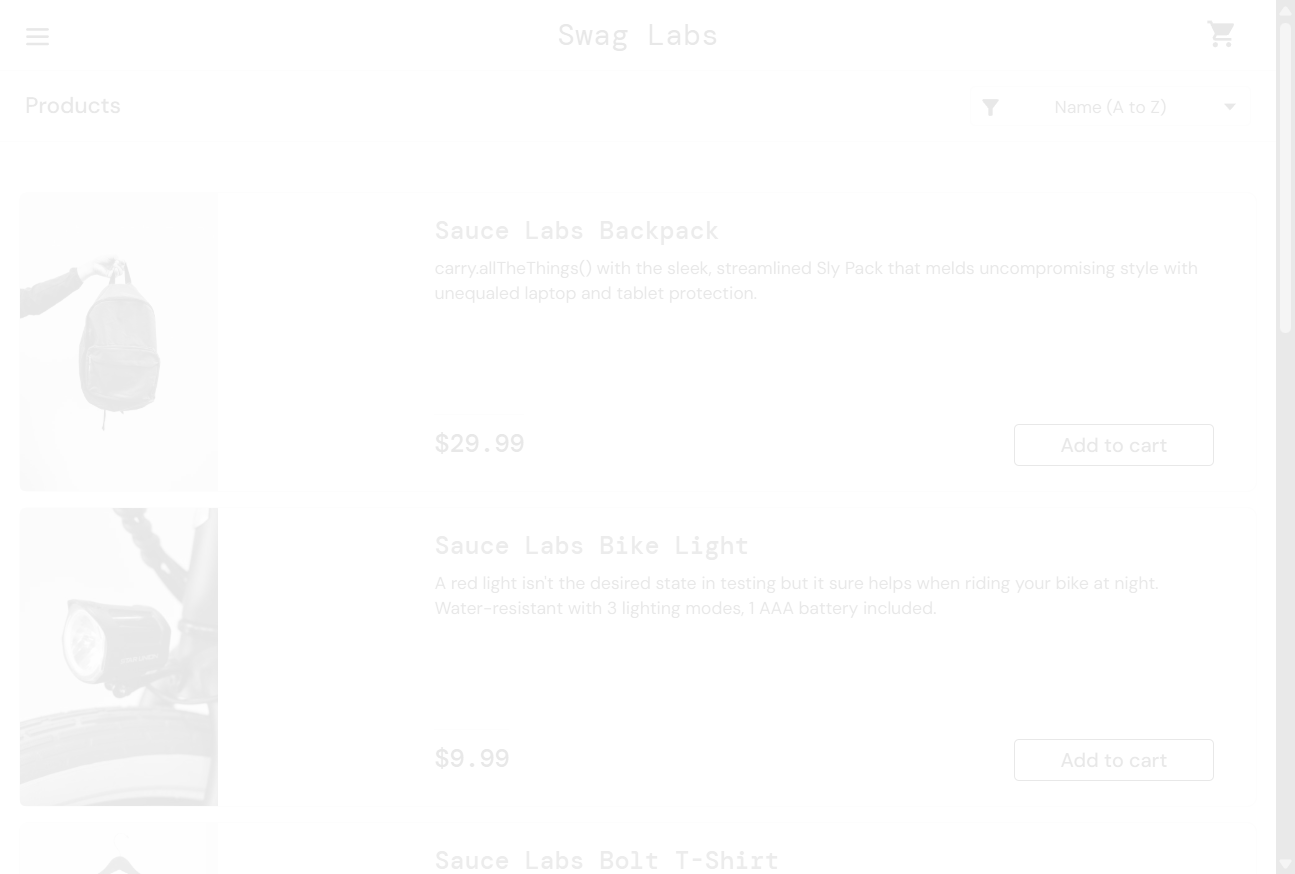 Swag Labs
Products
Name (A to Z)
Sauce Labs Backpack
carry.allTheThings() with the sleek, streamlined Sly Pack that melds uncompromising style with
unequaled laptop and tablet protection.
$29.99
Add to cart
Sauce Labs Bike Light
A red light isn't the desired state in testing but it sure helps when riding your bike at night.
Water-resistant with 3 lighting modes, 1 AAA battery included.
$9.99
Add to cart
Sauce Labs Bolt T-Shirt